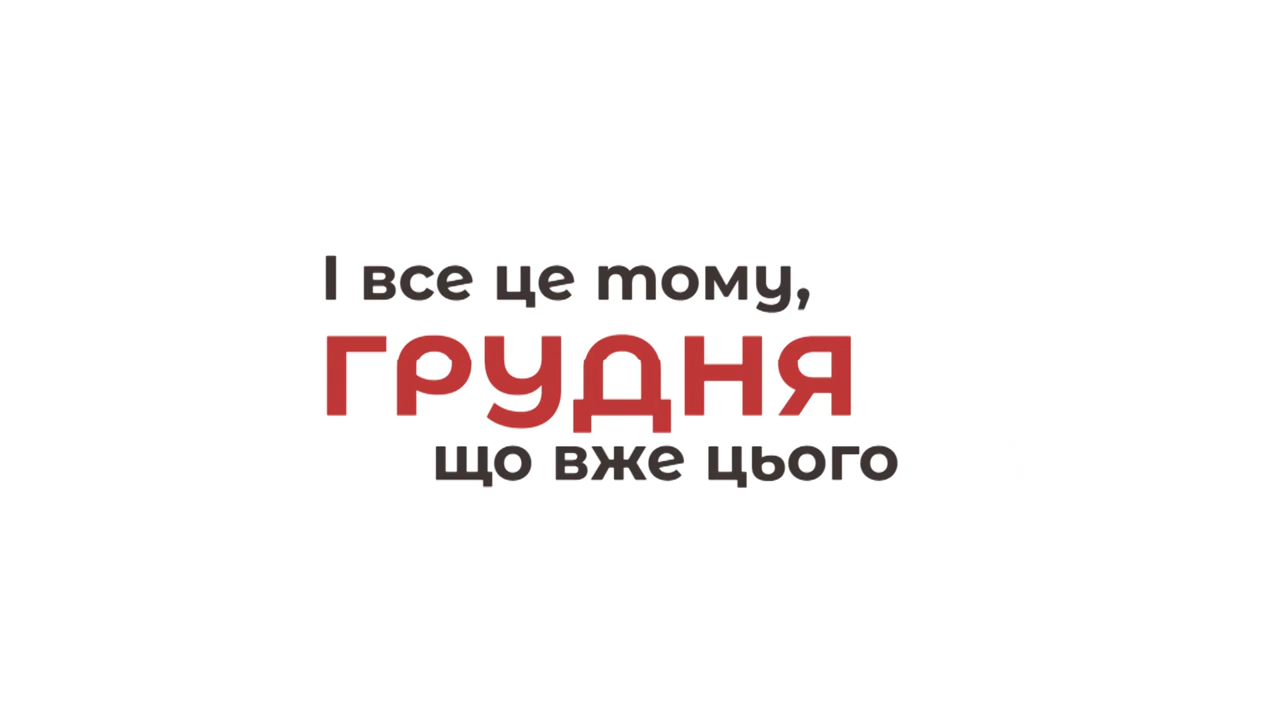 І все це тому,
ГРУДНЯ
що вже цього